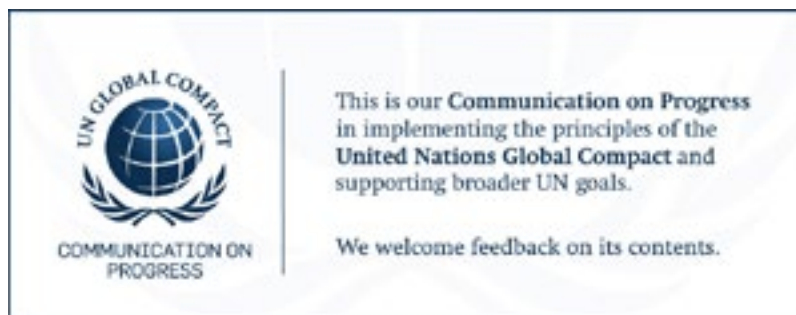 UN GLOBAL COMPACT
COMMUNICATION ON
PROGRESS
This is our Communication on Progress
in implementing the principles of the
United Nations Global Compact and
supporting broader UN goals.
We welcome feedback on its contents.